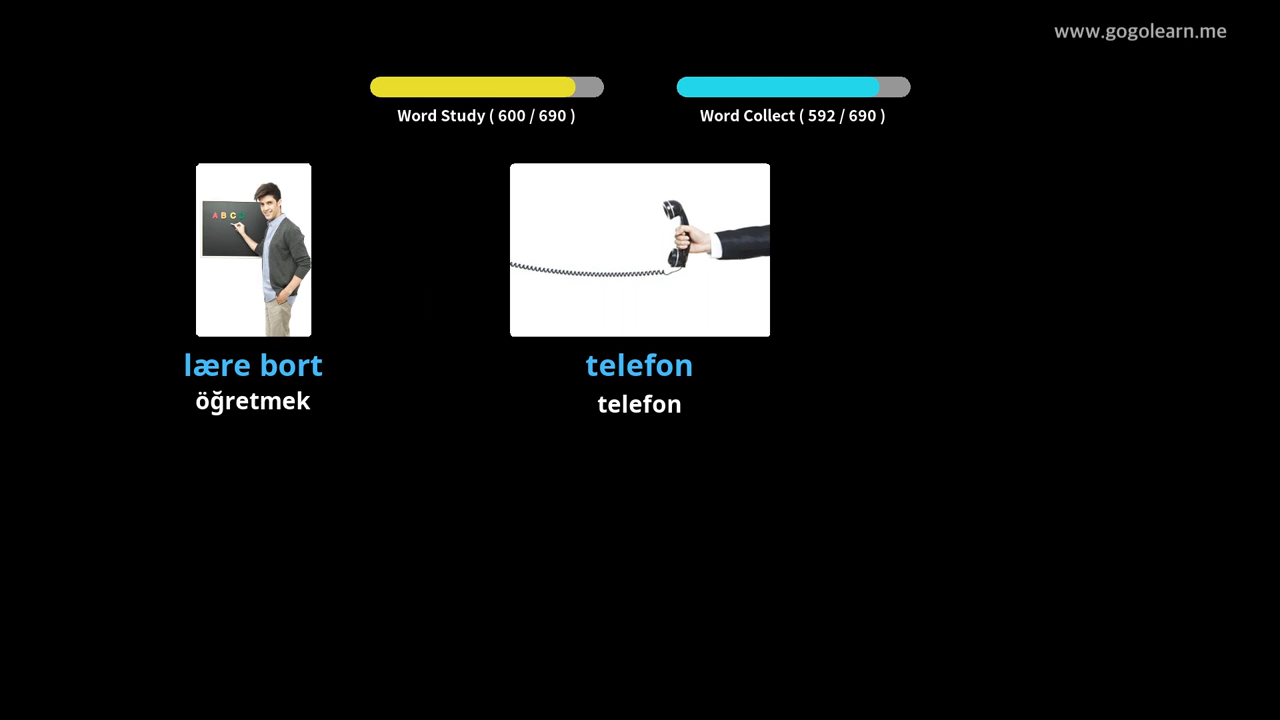 www.gogolearn.me
Word Study ( 600 / 690 )
Word Collect ( 592 / 690 )
A B C D
lære bort
öğretmek
telefon
telefon